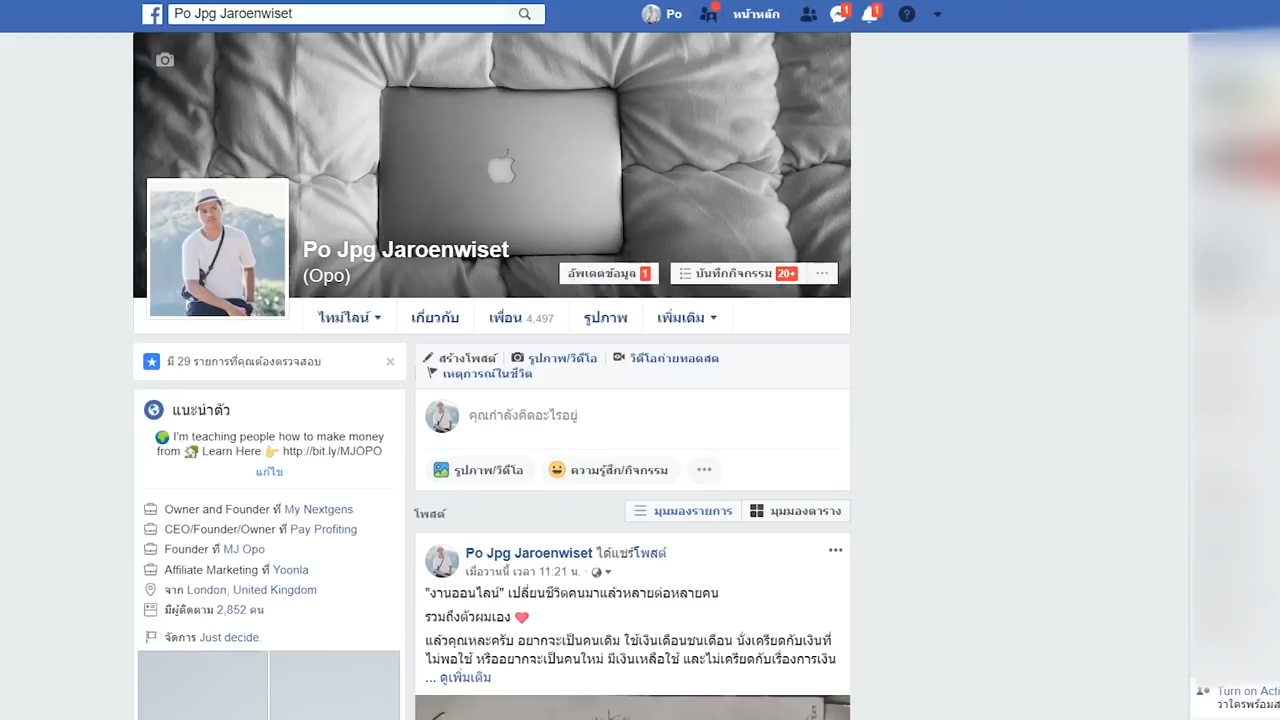 Po Jpg Jaroenwiset
Po
หน้าหลัก
1
1
Po Jpg Jaroenwiset
(Opo)
อัพเดตข้อมูล 1
บันทึกกิจกรรม 20+
ไทม์ไลน์
เกี่ยวกับ
เพื่อน 4,497
รูปภาพ
เพิ่มเติม
มี 29 รายการที่คุณต้องตรวจสอบ
แนะนำตัว
🌍 I'm teaching people how to make money
from 🏠 Learn Here 👉 http://bit.ly/MJOPO
แก้ไข
Owner and Founder ที่ My Nextgens
CEO/Founder/Owner ที่ Pay Profiting
Founder ที่ MJ Opo
Affiliate Marketing ที่ Yoonla
จาก London, United Kingdom
มีผู้ติดตาม 2,852 คน
จัดการ Just decide.
สร้างโพสต์
รูปภาพ/วิดีโอ
วิดีโอถ่ายทอดสด
เหตุการณ์ในชีวิต
คุณกำลังคิดอะไรอยู่
รูปภาพ/วิดีโอ
ความรู้สึก/กิจกรรม
โพสต์
มุมมองรายการ
มุมมองตาราง
Po Jpg Jaroenwiset ได้แชร์โพสต์
เมื่อวานนี้ เวลา 11:21 น.
"งานออนไลน์" เปลี่ยนชีวิตคนมาแล้วหลายต่อหลายคน
รวมถึงตัวผมเอง ❤️
แล้วคุณหละครับ อยากจะเป็นคนเดิม ใช้เงินเดือนชนเดือน นั่งเครียดกับเงินที่
ไม่พอใช้ หรืออยากจะเป็นคนใหม่ มีเงินเหลือใช้ และไม่เครียดกับเรื่องการเงิน
... ดูเพิ่มเติม
Turn on Acti
ว่าใครพร้อมส